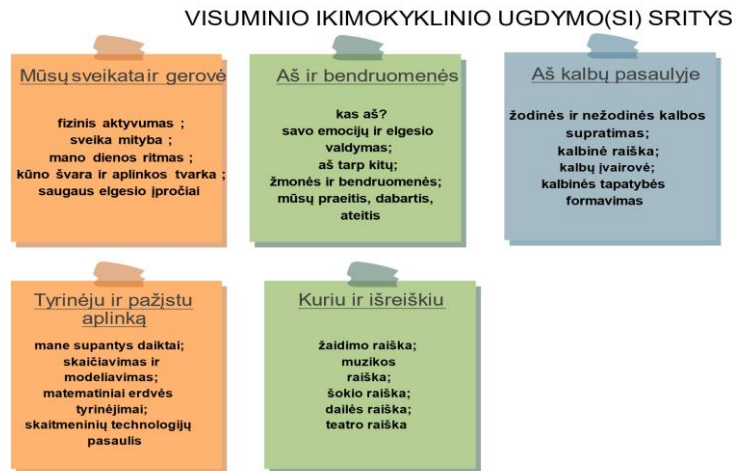 VISUMINIO IKIMOKYKLINIO UGDYMO(SI) SRITYS
Mūsų sveikata ir gerovė
fizinis aktyvumas ;
sveika mityba ;
mano dienos ritmas ;
kūno švara ir aplinkos tvarka ;
saugaus elgesio įpročiai
Aš ir bendruomenės
kas aš?
savo emocijų ir elgesio
valdymas;
aš tarp kitų;
žmonės ir bendruomenės;
mūsų praeitis, dabartis,
ateitis
Aš kalbų pasaulyje
žodinės ir nežodinės kalbos
supratimas;
kalbinė raiška;
kalbų įvairovė;
kalbinės tapatybės
formavimas
Tyrinėju ir pažįstu
aplinką
mane supantys daiktai;
skaičiavimas ir
modeliavimas;
matematiniai erdvės
tyrinėjimai;
skaitmeninių technologijų
pasaulis
Kuriu ir išreiškiu
žaidimo raiška;
muzikos
raiška;
šokio raiška;
dailės raiška;
teatro raiška